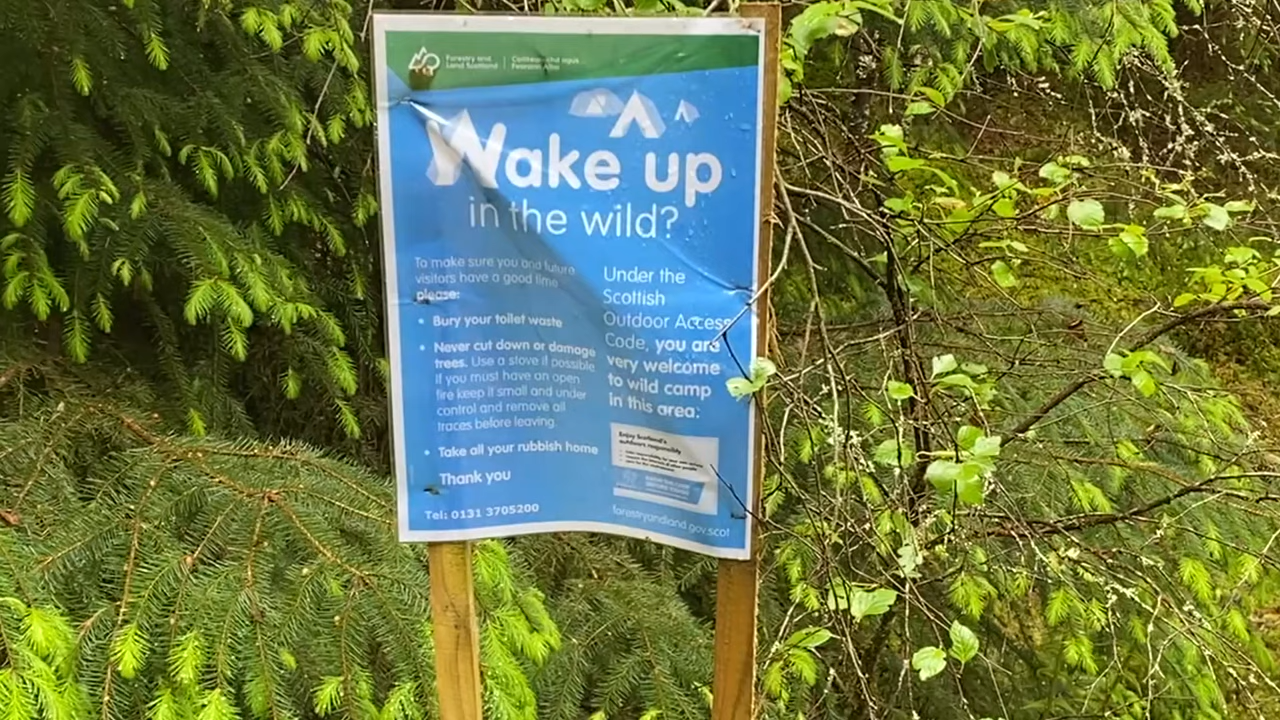 Forestry and
Land Scotland
Coilltearachd agus
Fearann Alba
Wake up
in the wild?
To make sure you and future
visitors have a good time
please:
• Bury your toilet waste
• Never cut down or damage
trees. Use a stove if possible
If you must have an open
fire keep it small and under
control and remove all
traces before leaving.
• Take all your rubbish home
Thank you
Tel: 0131 3705200
Under the
Scottish
Outdoor Access
Code, you are
very welcome
to wild camp
in this area:
Enjoy Scotland's
outdoors responsibly
forestryandland.gov.scot